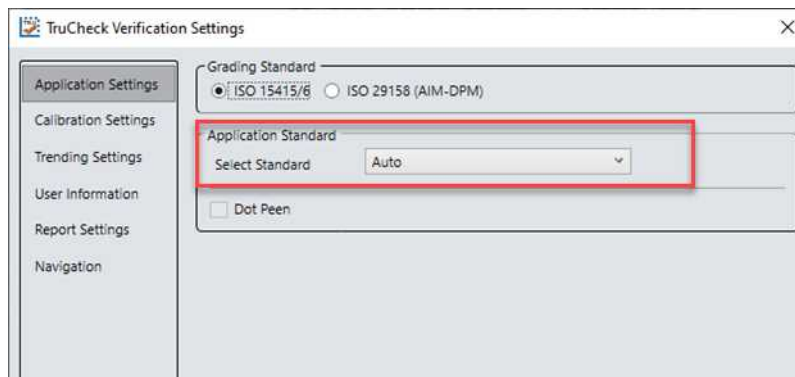 TruCheck Verification Settings
Application Settings
Calibration Settings
Trending Settings
User Information
Report Settings
Navigation
Grading Standard
ISO 15415/6 ISO 29158 (AIM-DPM)
Application Standard
Select Standard Auto
Dot Peen